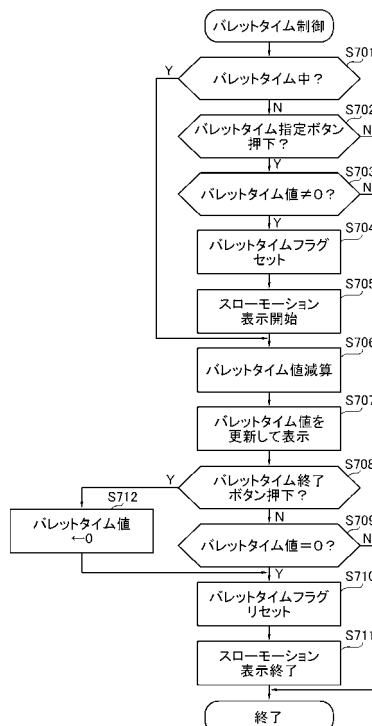 バレットタイム制御
S701
Y
バレットタイム中？
N
S702
バレットタイム指定ボタン
押下？
N
Y
S703
バレットタイム値≠0？
N
Y
S704
バレットタイムフラグ
セット
S705
スローモーション
表示開始
S706
バレットタイム値減算
S707
バレットタイム値を
更新して表示
S708
Y
バレットタイム終了
ボタン押下？
S712
N
バレットタイム値
←0
S709
バレットタイム値＝0？
N
Y
S710
バレットタイムフラグ
リセット
S711
スローモーション
表示終了
終了